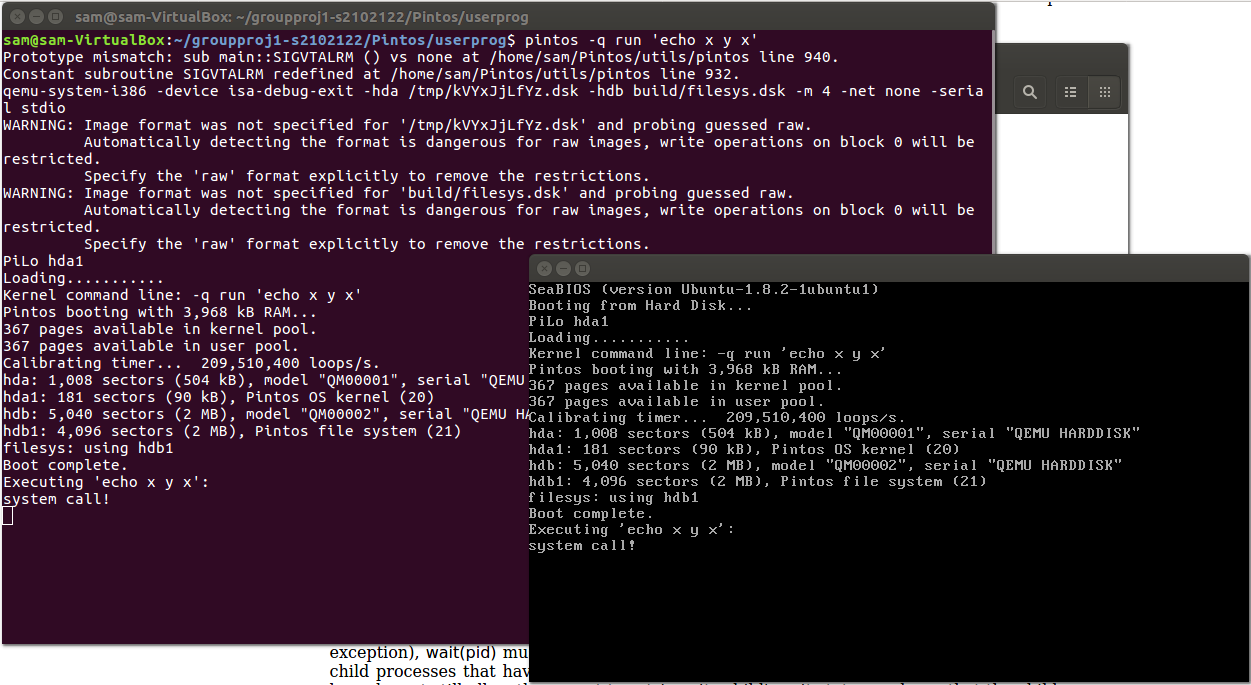 sam@sam-VirtualBox: ~/groupproj1-s2102122/Pintos/userprog
sam@sam-VirtualBox:~/groupproj1-s2102122/Pintos/userprog$ pintos -q run 'echo x y x'
Prototype mismatch: sub main::SIGVTALRM () vs none at /home/sam/Pintos/utils/pintos line 940.
Constant subroutine SIGVTALRM redefined at /home/sam/Pintos/utils/pintos line 932.
qemu-system-i386 -device isa-debug-exit -hda /tmp/kVYxJjLfYz.dsk -hdb build/filesys.dsk -m 4 -net none -seria
l stdio
WARNING: Image format was not specified for '/tmp/kVYxJjLfYz.dsk' and probing guessed raw.
Automatically detecting the format is dangerous for raw images, write operations on block 0 will be
restricted.
Specify the 'raw' format explicitly to remove the restrictions.
WARNING: Image format was not specified for 'build/filesys.dsk' and probing guessed raw.
Automatically detecting the format is dangerous for raw images, write operations on block 0 will be
restricted.
Specify the 'raw' format explicitly to remove the restrictions.
PiLo hda1
Loading...........
Kernel command line: -q run 'echo x y x'
Pintos booting with 3,968 kB RAM...
367 pages available in kernel pool.
367 pages available in user pool.
Calibrating timer...  209,510,400 loops/s.
hda: 1,008 sectors (504 kB), model "QM00001", serial "QEMU
hda1: 181 sectors (90 kB), Pintos OS kernel (20)
hdb: 5,040 sectors (2 MB), model "QM00002", serial "QEMU HA
hdb1: 4,096 sectors (2 MB), Pintos file system (21)
filesys: using hdb1
Boot complete.
Executing 'echo x y x':
system call!
SeaBIOS (version Ubuntu-1.8.2-1ubuntu1)
Booting from Hard Disk...
PiLo hda1
Loading...........
Kernel command line: -q run 'echo x y x'
Pintos booting with 3,968 kB RAM...
367 pages available in kernel pool.
367 pages available in user pool.
Calibrating timer...  209,510,400 loops/s.
hda: 1,008 sectors (504 kB), model "QM00001", serial "QEMU HARDDISK"
hda1: 181 sectors (90 kB), Pintos OS kernel (20)
hdb: 5,040 sectors (2 MB), model "QM00002", serial "QEMU HARDDISK"
hdb1: 4,096 sectors (2 MB), Pintos file system (21)
filesys: using hdb1
Boot complete.
Executing 'echo x y x':
system call!
exception), wait(pid) mu
child processes that hav